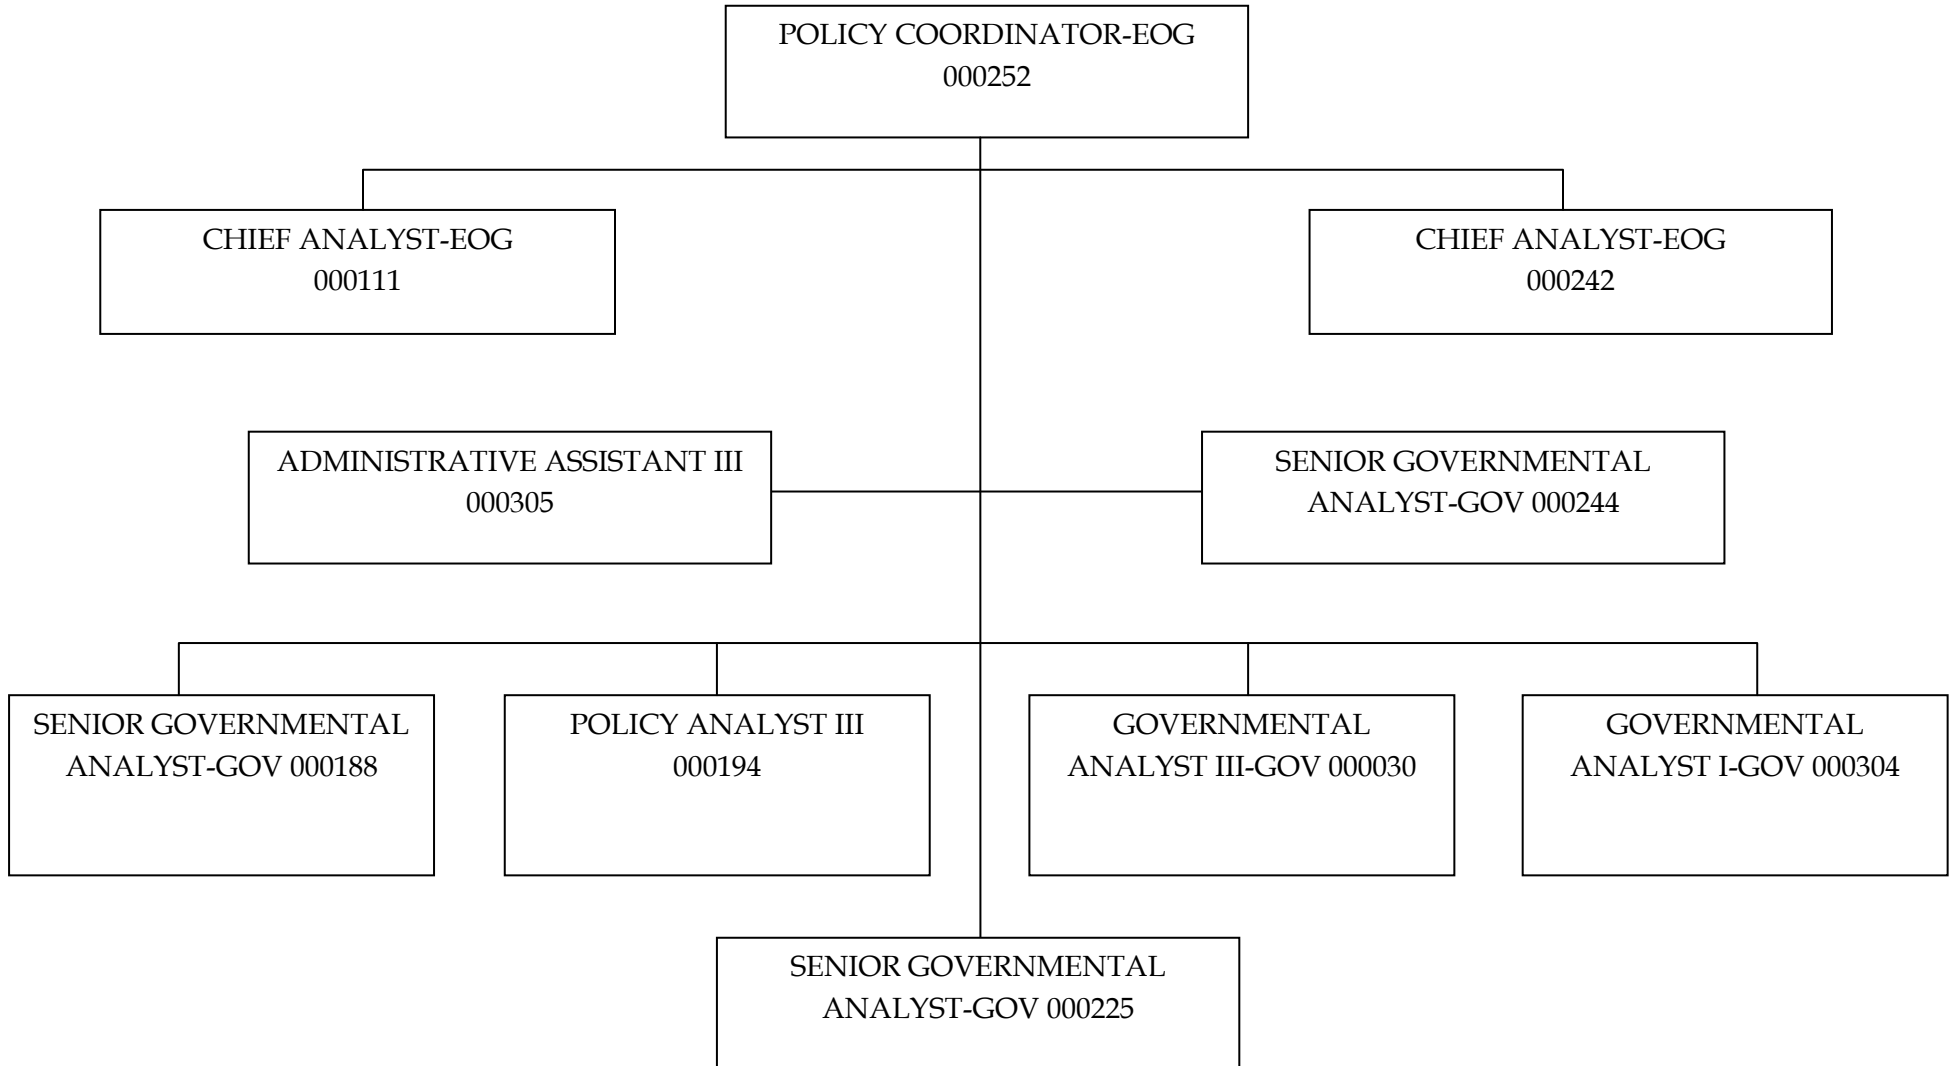 POLICY COORDINATOR-EOG
000252
CHIEF ANALYST-EOG
000111
CHIEF ANALYST-EOG
000242
ADMINISTRATIVE ASSISTANT III
000305
SENIOR GOVERNMENTAL
ANALYST-GOV 000244
SENIOR GOVERNMENTAL
ANALYST-GOV 000188
POLICY ANALYST III
000194
GOVERNMENTAL
ANALYST III-GOV 000030
GOVERNMENTAL
ANALYST I-GOV 000304
SENIOR GOVERNMENTAL
ANALYST-GOV 000225